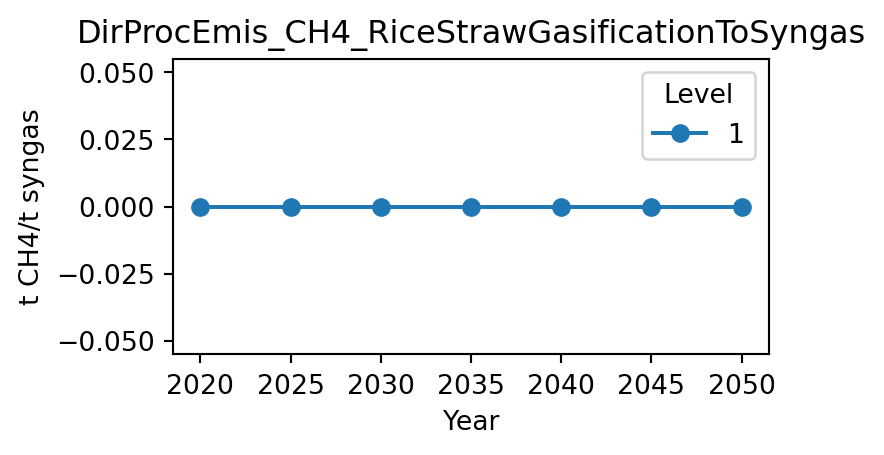 DirProcEmis_CH4_RiceStrawGasificationToSyngas
t CH4/t syngas
0.050
0.025
0.000
−0.025
−0.050
Level
1
2020 2025 2030 2035 2040 2045 2050
Year